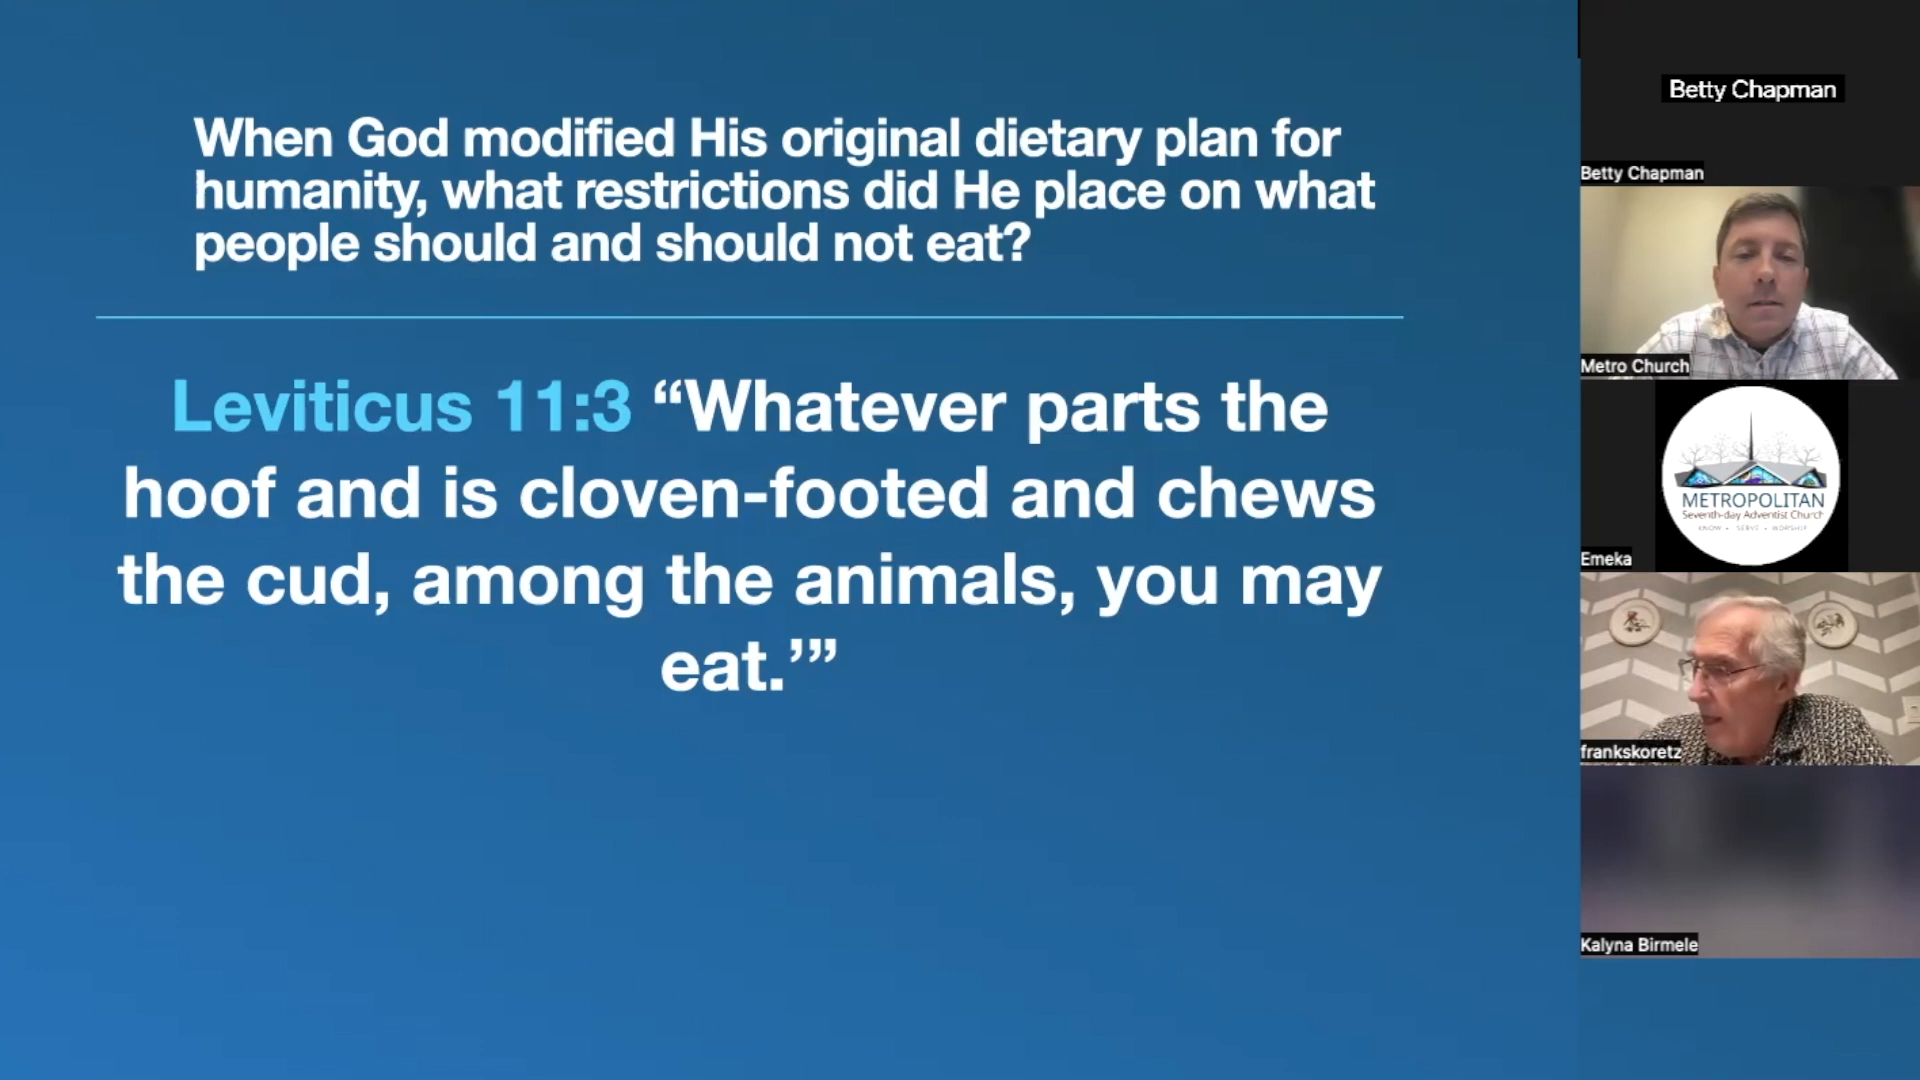 When God modified His original dietary plan for
humanity, what restrictions did He place on what
people should and should not eat?
Leviticus 11:3 “Whatever parts the
hoof and is cloven-footed and chews
the cud, among the animals, you may
eat.’”
Betty Chapman
Betty Chapman
Metro Church
METROPOLITAN
Seventh-day Adventist Church
KNOW • SERVE • WORSHIP
Emeka
frankskoretz
Kalyna Birmele